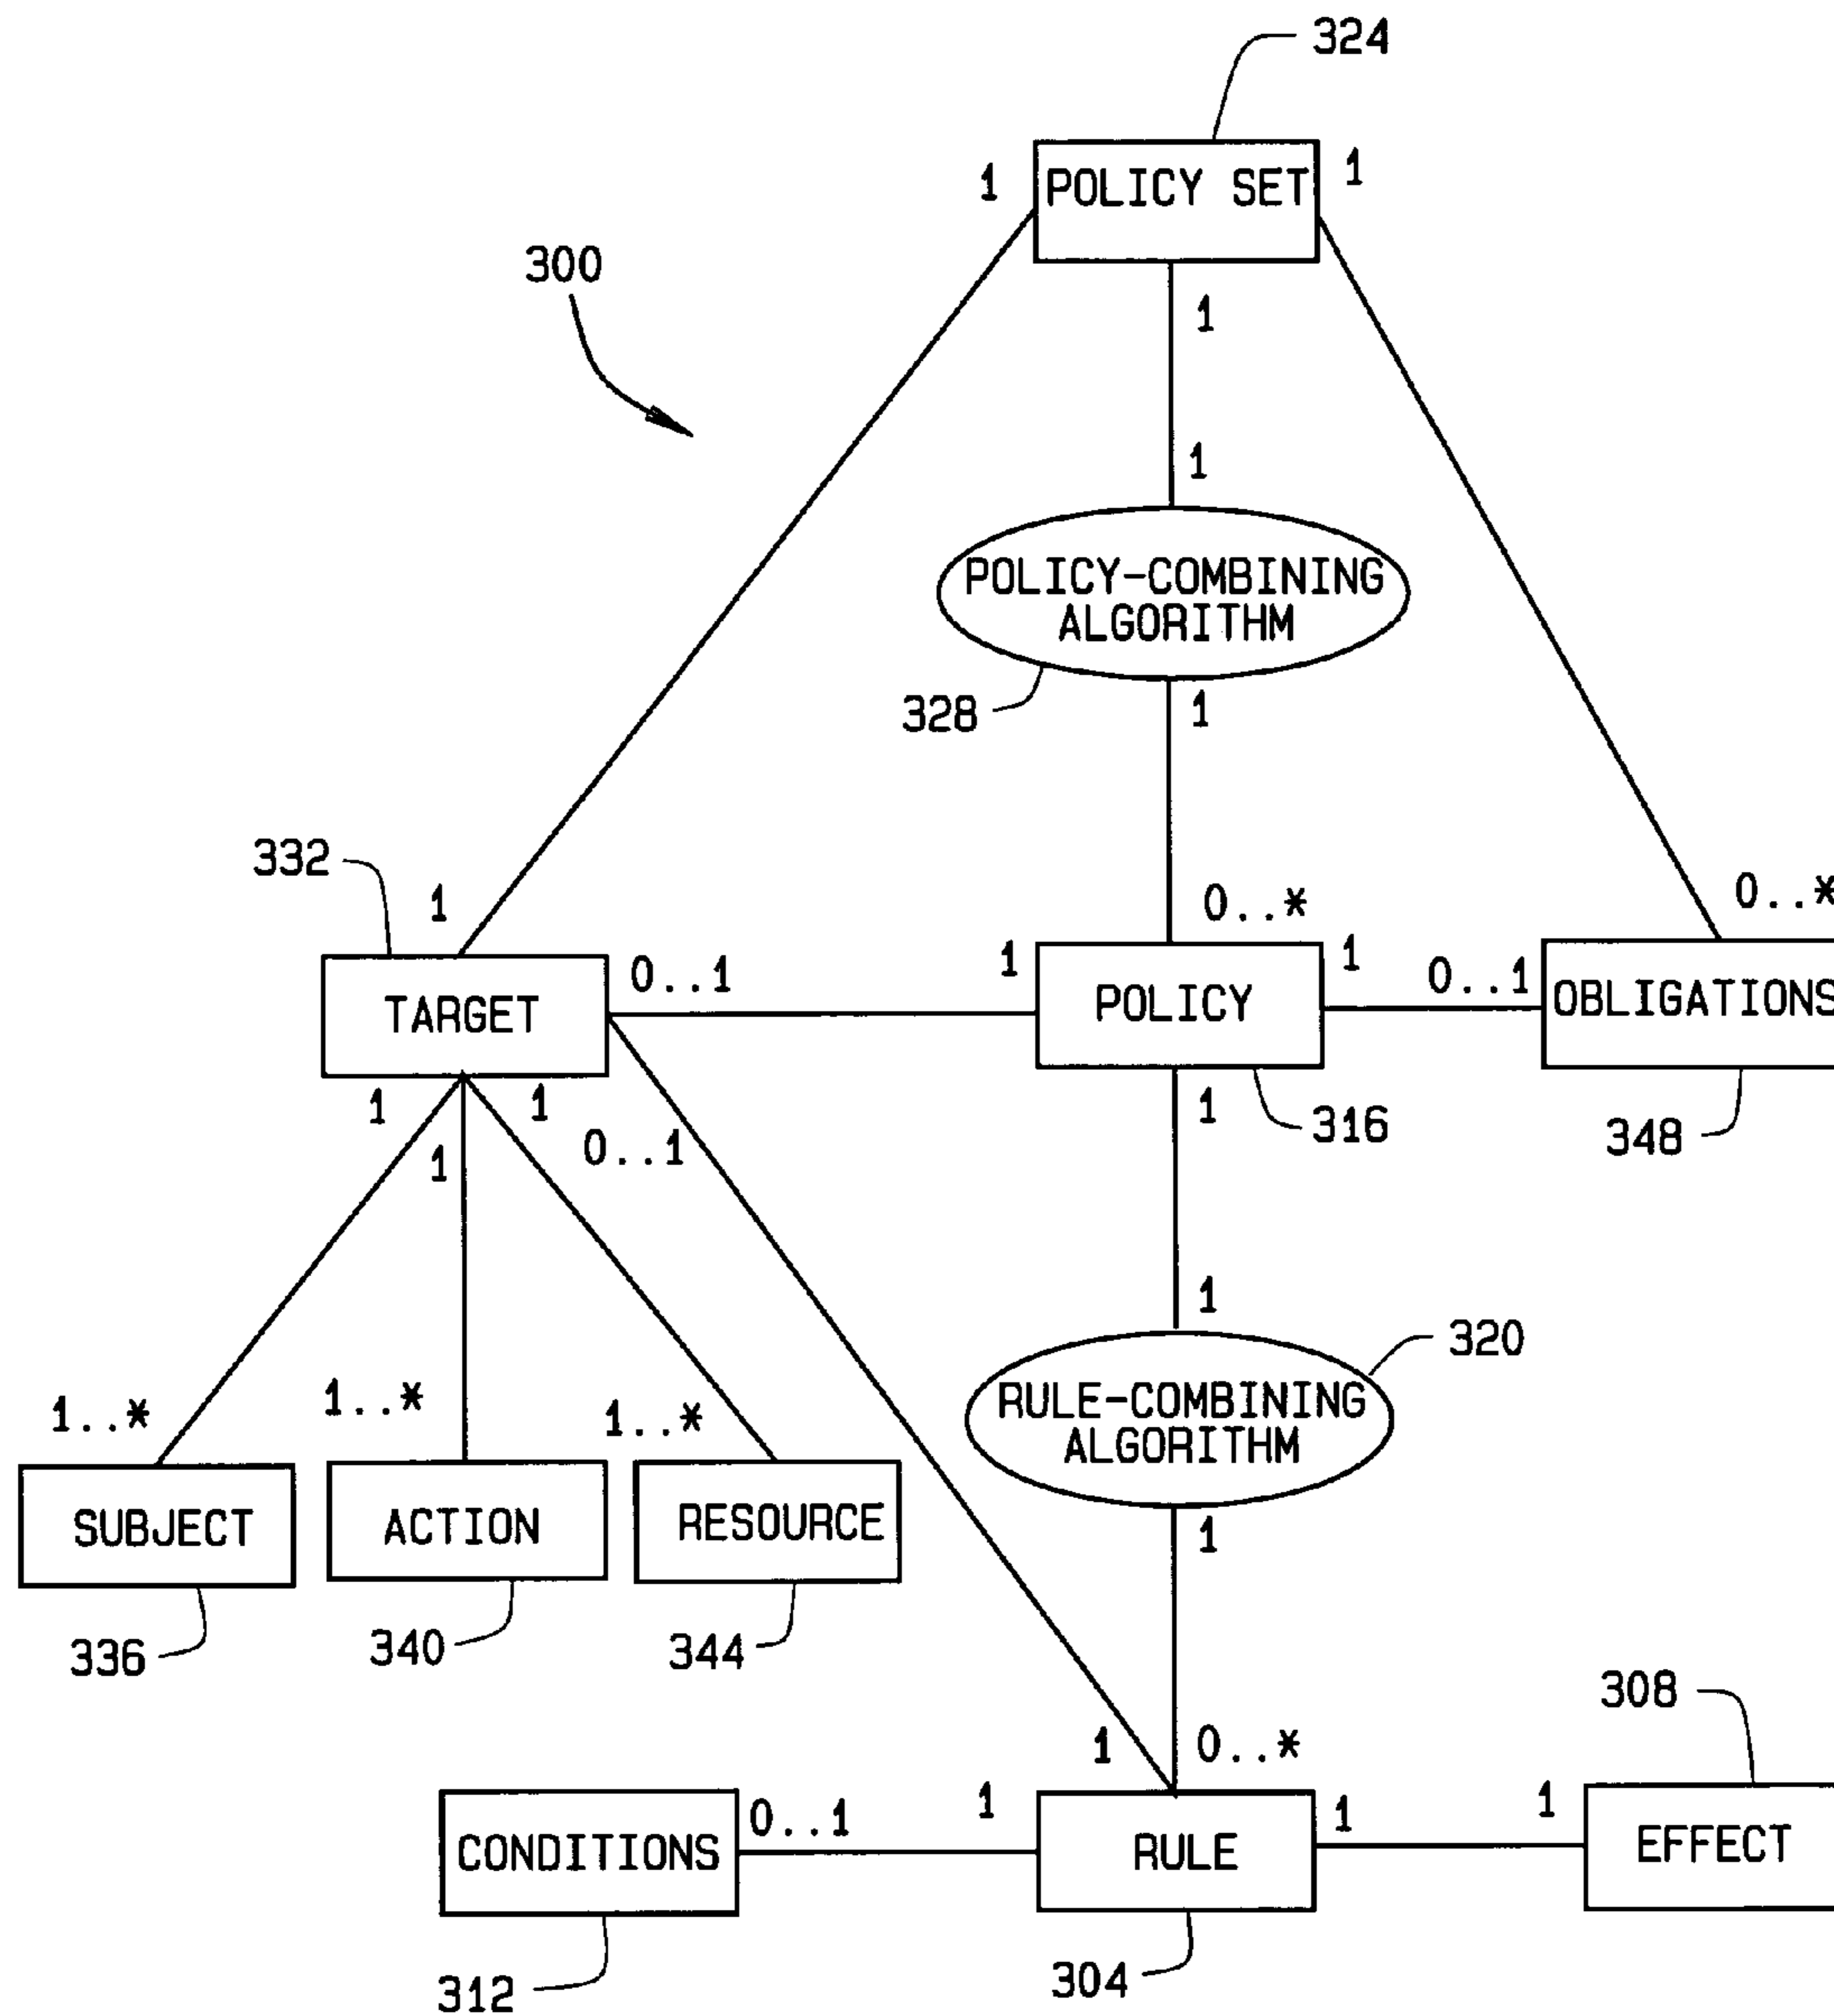 324
1 POLICY SET 1
300
1
1
POLICY-COMBINING
ALGORITHM
328
1
332
1
0..*
0..*
TARGET
0..1
1
POLICY
1
0..1
OBLIGATIONS
1
1
1
0..1
1
316
348
1
320
1..*
1..*
1..*
RULE-COMBINING
ALGORITHM
SUBJECT
ACTION
RESOURCE
1
336
340
344
308
1
0..*
CONDITIONS
0..1
1
RULE
1
1
EFFECT
312
304